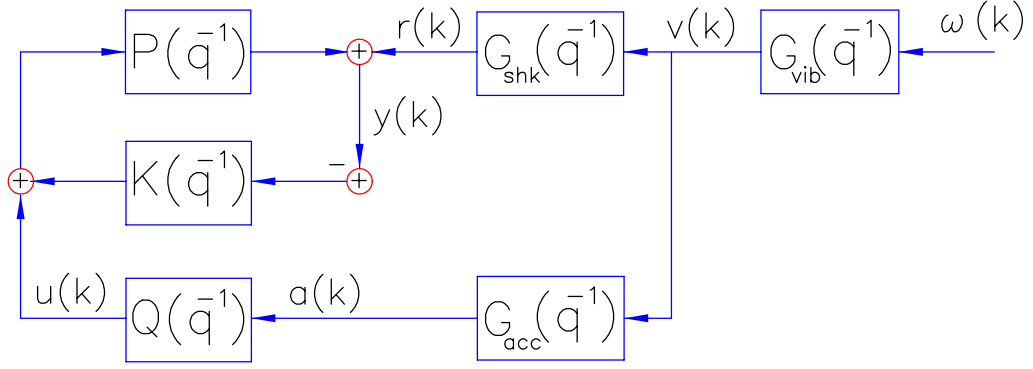 P(q⁻¹)
r(k)
G_shk(q⁻¹)
v(k)
G_vib(q⁻¹)
ω(k)
+
y(k)
−
+
K(q⁻¹)
+
u(k)
Q(q⁻¹)
a(k)
G_acc(q⁻¹)